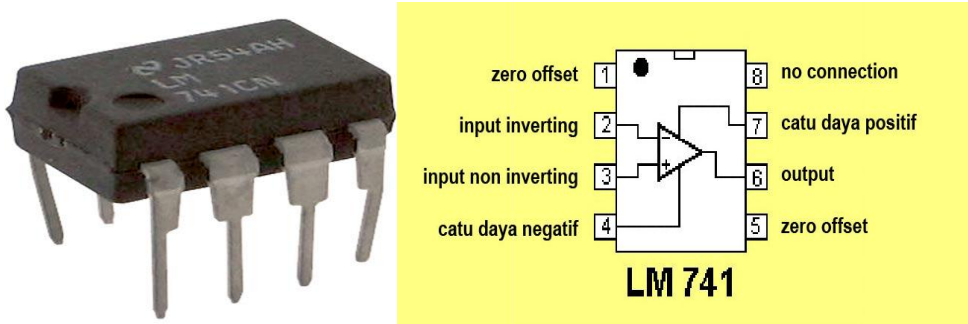 JRS4AH
LM
741CN
zero offset 1
input inverting 2
input non inverting 3
catu daya negatif 4
8 no connection
7 catu daya positif
6 output
5 zero offset
- 
+
LM 741